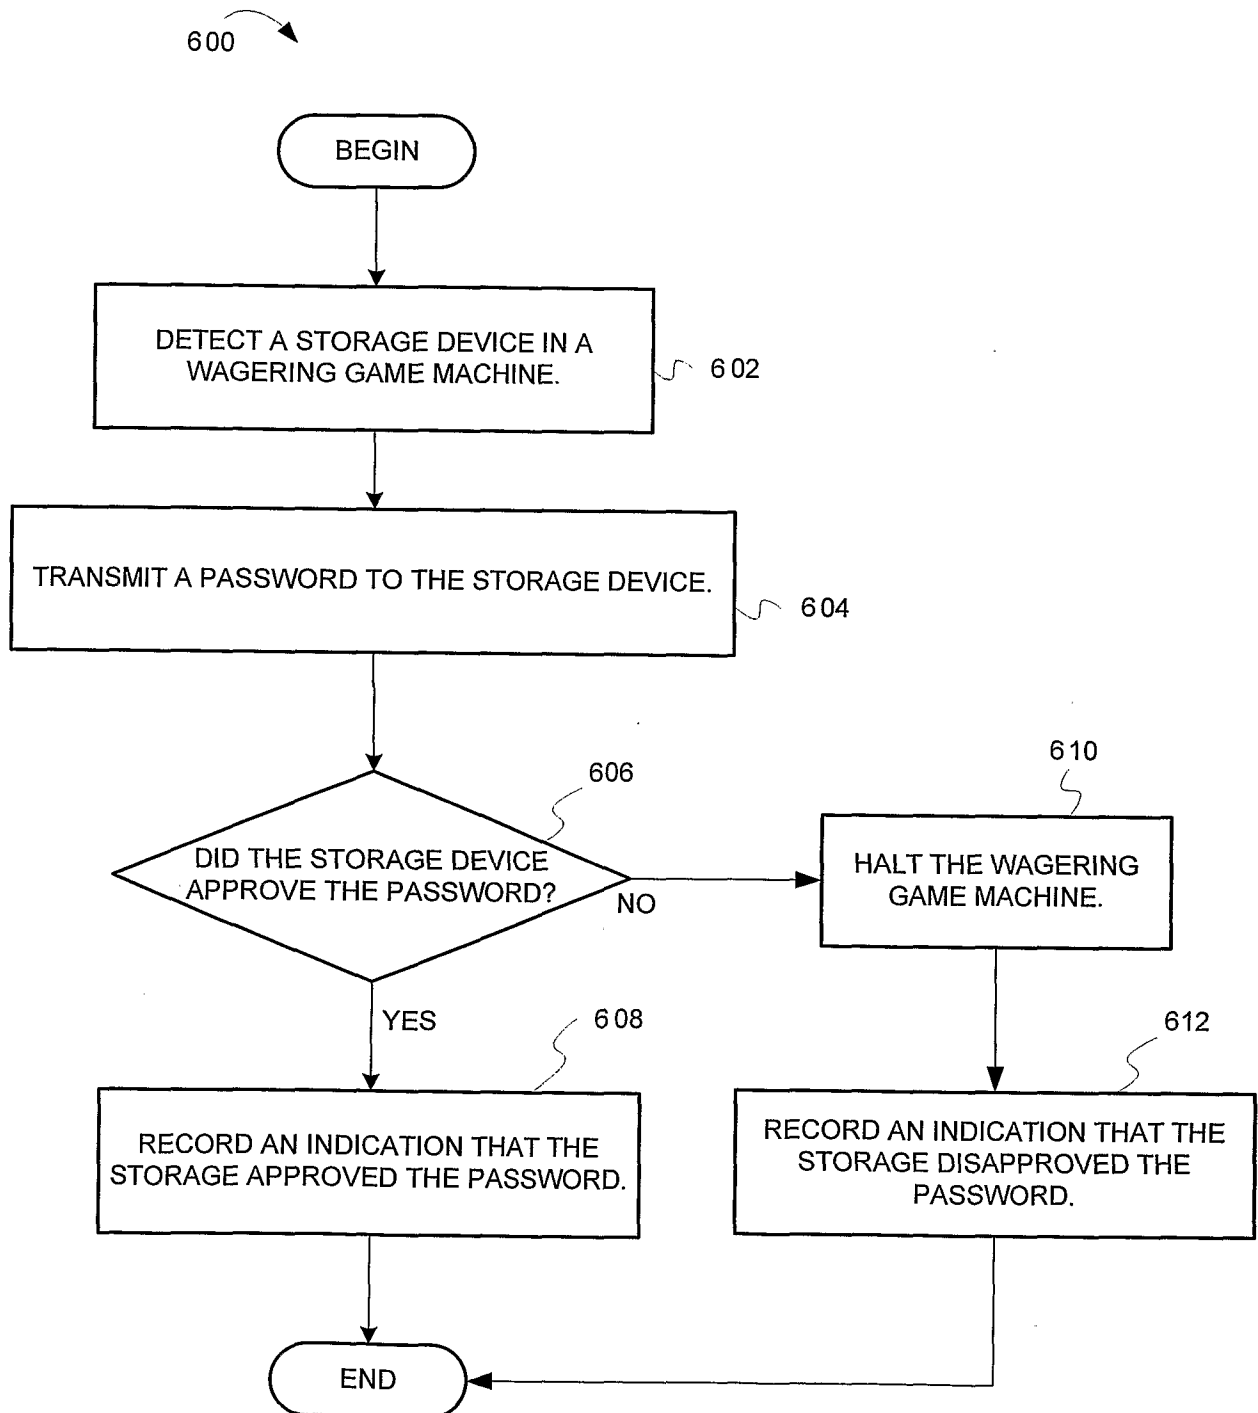 600
BEGIN
DETECT A STORAGE DEVICE IN A
WAGERING GAME MACHINE.
602
TRANSMIT A PASSWORD TO THE STORAGE DEVICE.
604
606
DID THE STORAGE DEVICE
APPROVE THE PASSWORD?
NO
610
HALT THE WAGERING
GAME MACHINE.
YES
608
RECORD AN INDICATION THAT THE
STORAGE APPROVED THE PASSWORD.
612
RECORD AN INDICATION THAT THE
STORAGE DISAPPROVED THE
PASSWORD.
END